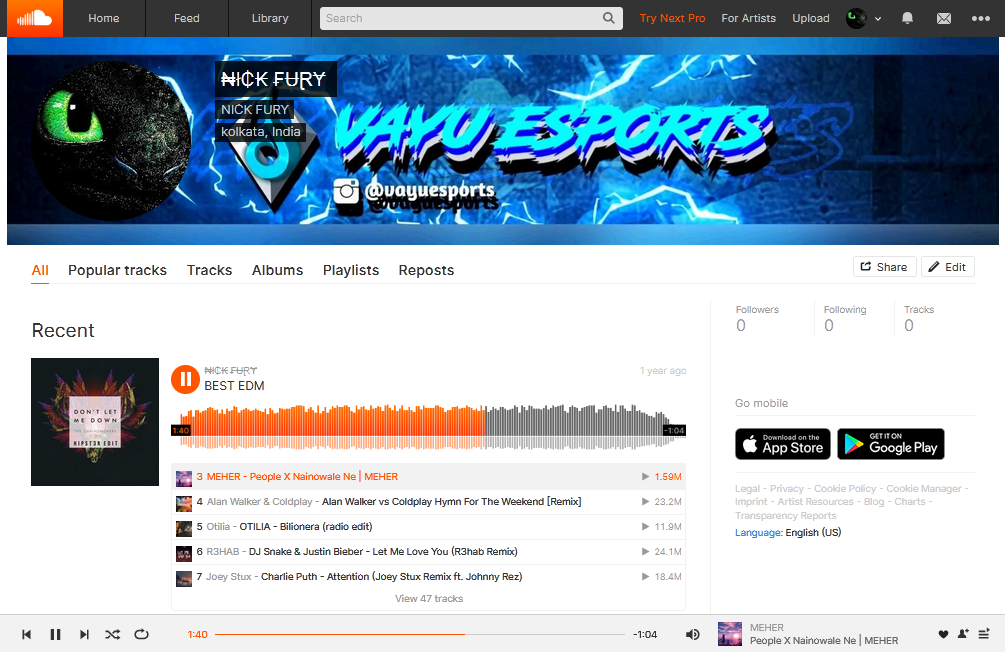 Home
Feed
Library
Search
Try Next Pro
For Artists
Upload
₦ł₵₭ ₣ɄⱤɎ
NICK FURY
kolkata, India
VAYU ESPORTS
@vayuesports
All
Popular tracks
Tracks
Albums
Playlists
Reposts
Share
Edit
Recent
DON'T LET
ME DOWN
HIPST3R EDIT
₦ł₵₭ ₣ɄⱤɎ
1 year ago
BEST EDM
1:40
-1:04
3 MEHER - People X Nainowale Ne | MEHER
1.59M
4 Alan Walker & Coldplay - Alan Walker vs Coldplay Hymn For The Weekend [Remix]
23.2M
5 Otilia - OTILIA - Bilionera (radio edit)
11.9M
6 R3HAB - DJ Snake & Justin Bieber - Let Me Love You (R3hab Remix)
24.1M
7 Joey Stux - Charlie Puth - Attention (Joey Stux Remix ft. Johnny Rez)
18.4M
View 47 tracks
Followers
0
Following
0
Tracks
0
Go mobile
Download on the
App Store
GET IT ON
Google Play
Legal - Privacy - Cookie Policy - Cookie Manager -
Imprint - Artist Resources - Blog - Charts -
Transparency Reports
Language: English (US)
1:40
-1:04
MEHER
People X Nainowale Ne | MEHER